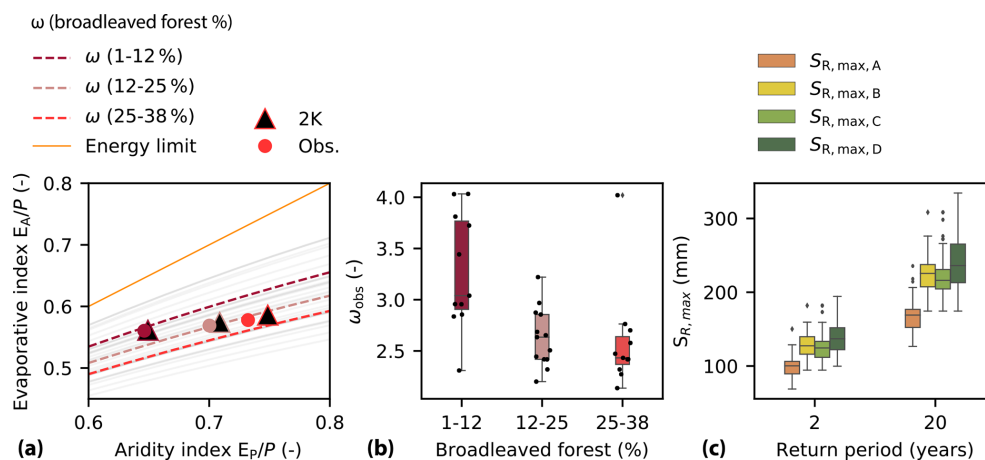 ω (broadleaved forest %)
ω (1-12 %)
ω (12-25 %)
ω (25-38 %)
Energy limit
2K
Obs.
S_R,max,A
S_R,max,B
S_R,max,C
S_R,max,D
Evaporative index E_A/P (-)
0.8
0.7
0.6
0.5
0.6 0.7 0.8
(a) Aridity index E_P/P (-)
ω_obs (-)
4.0
3.5
3.0
2.5
1-12 12-25 25-38
(b) Broadleaved forest (%)
S_R,max (mm)
300
200
100
2 20
(c) Return period (years)